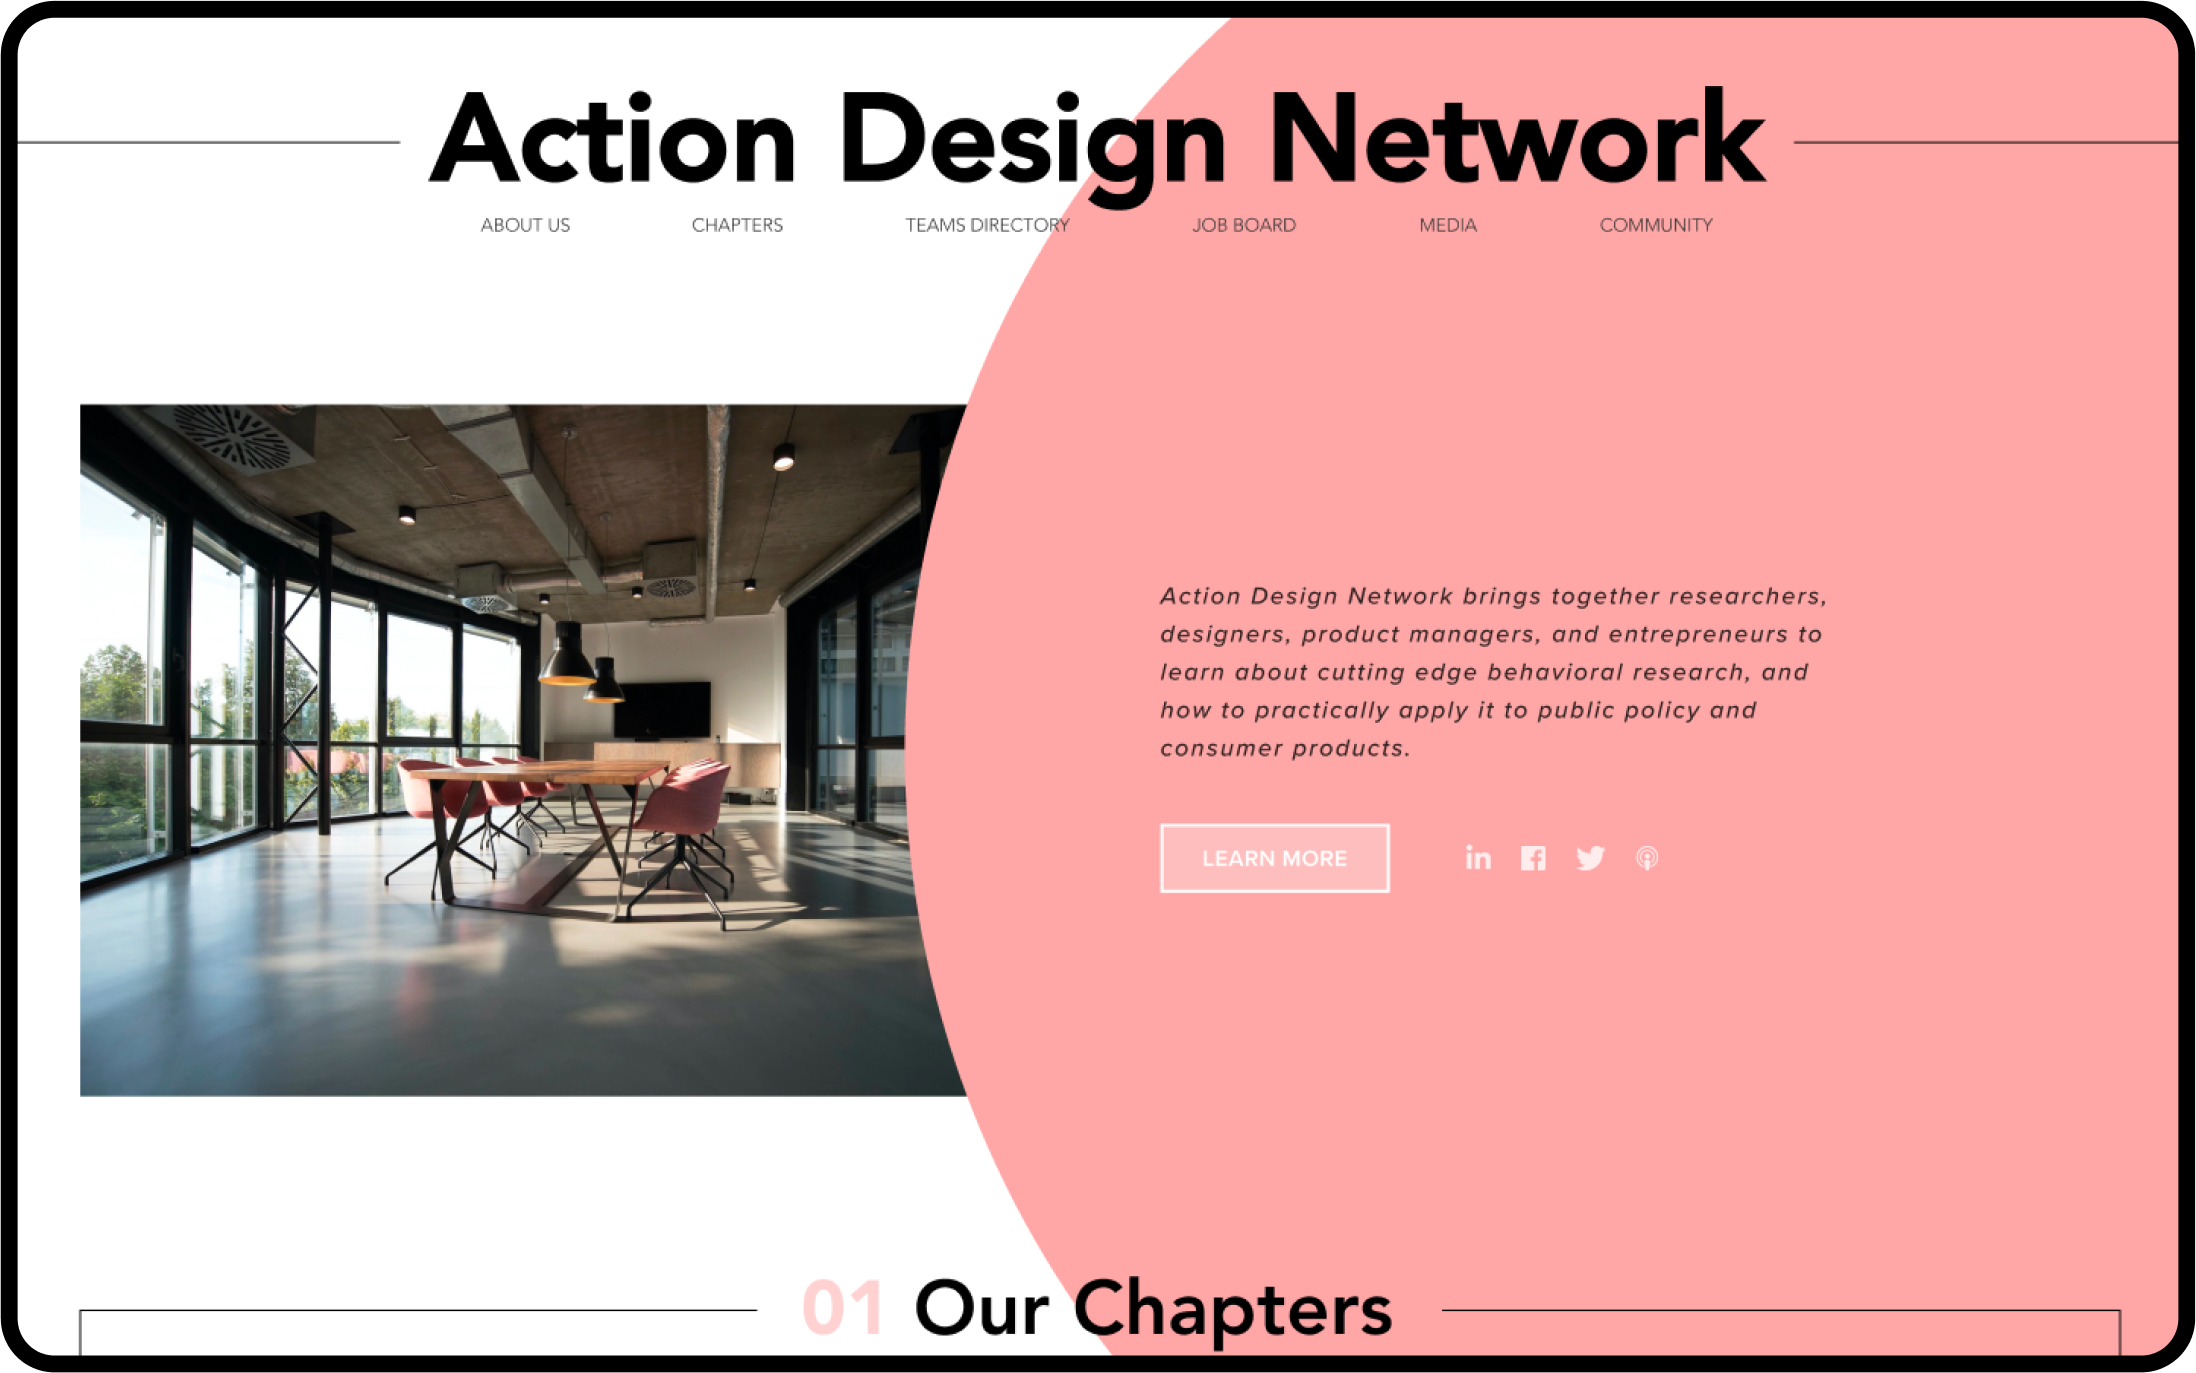 Action Design Network
ABOUT US
CHAPTERS
TEAMS DIRECTORY
JOB BOARD
MEDIA
COMMUNITY
Action Design Network brings together researchers,
designers, product managers, and entrepreneurs to
learn about cutting edge behavioral research, and
how to practically apply it to public policy and
consumer products.
LEARN MORE
in
f
01 Our Chapters